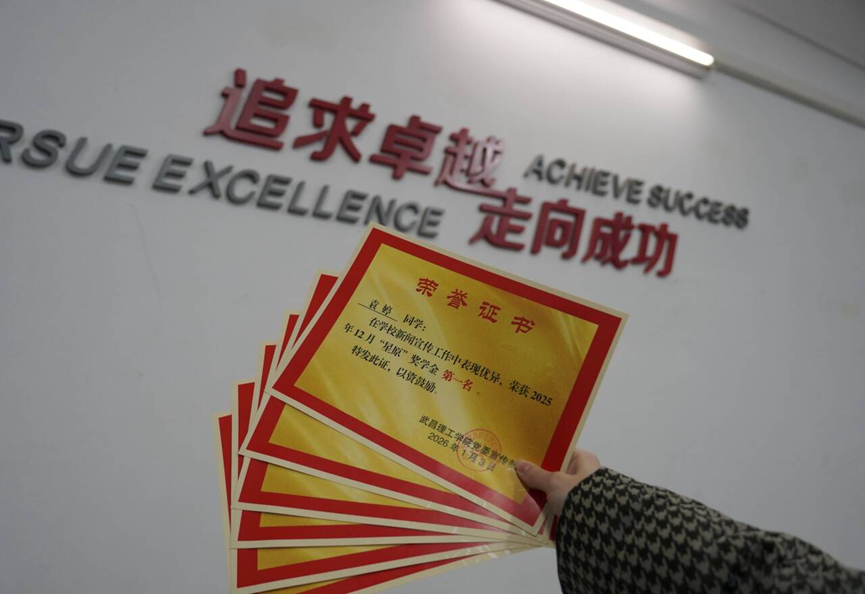 追求卓越
ACHIEVE SUCCESS
RSUE EXCELLENCE
走向成功
荣誉证书
袁婷 同学:
在学校新闻宣传工作中表现优异,荣获2025
年12月“星原”奖学金 第一名 。
特发此证,以资鼓励。
武昌理工学院党委宣传部
2026年1月3日